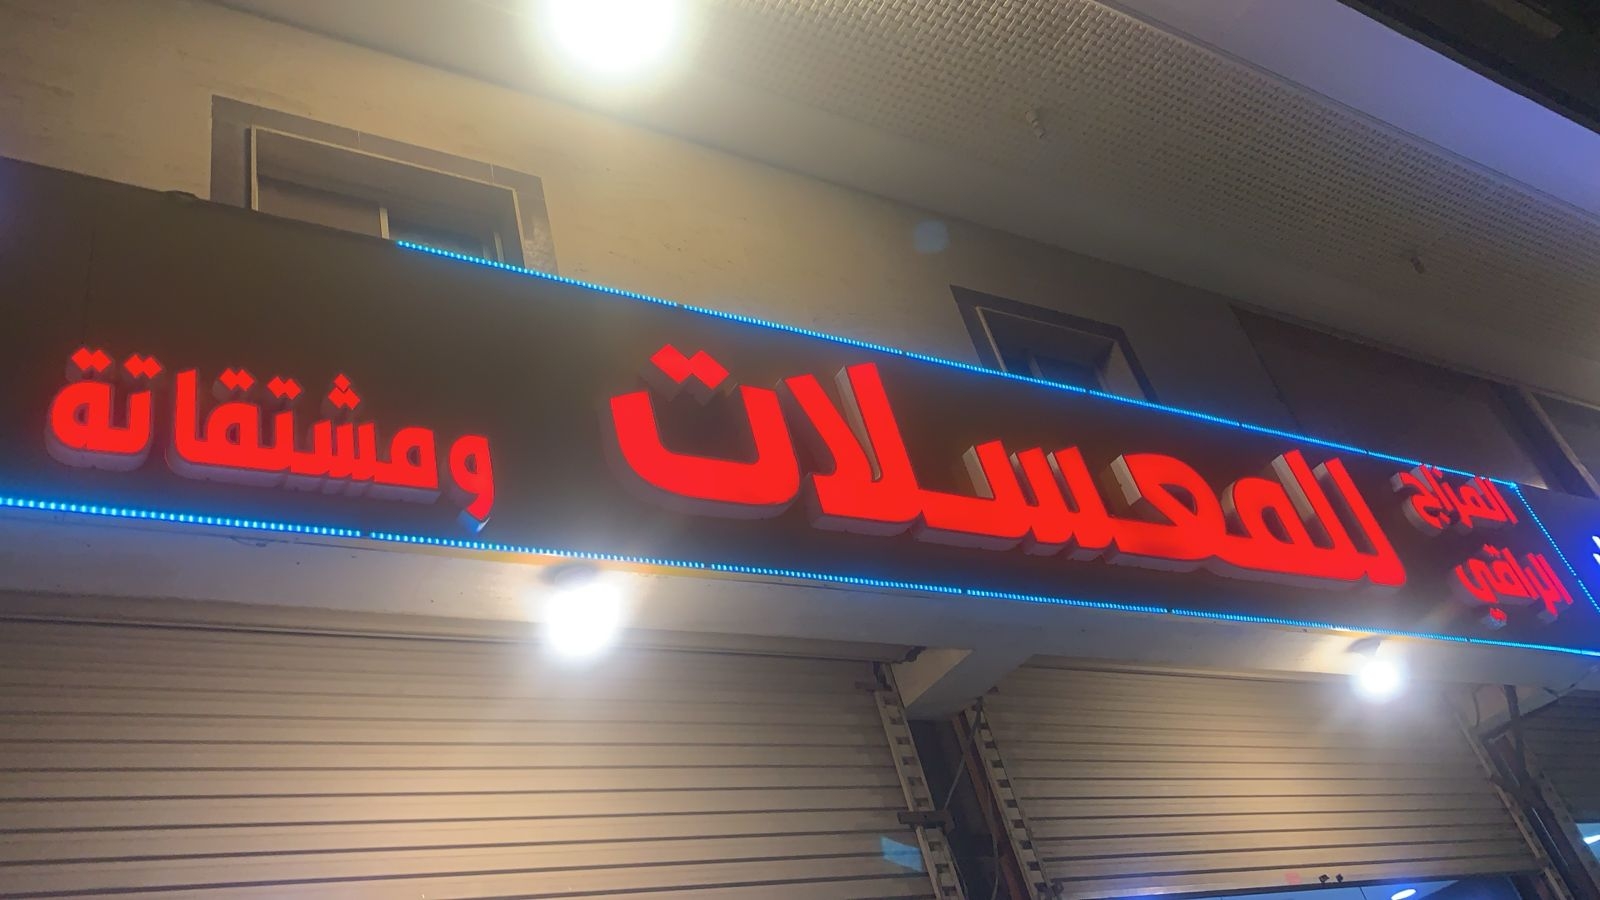 المزاج
الراقي
للمعسلات
ومشتقاتة